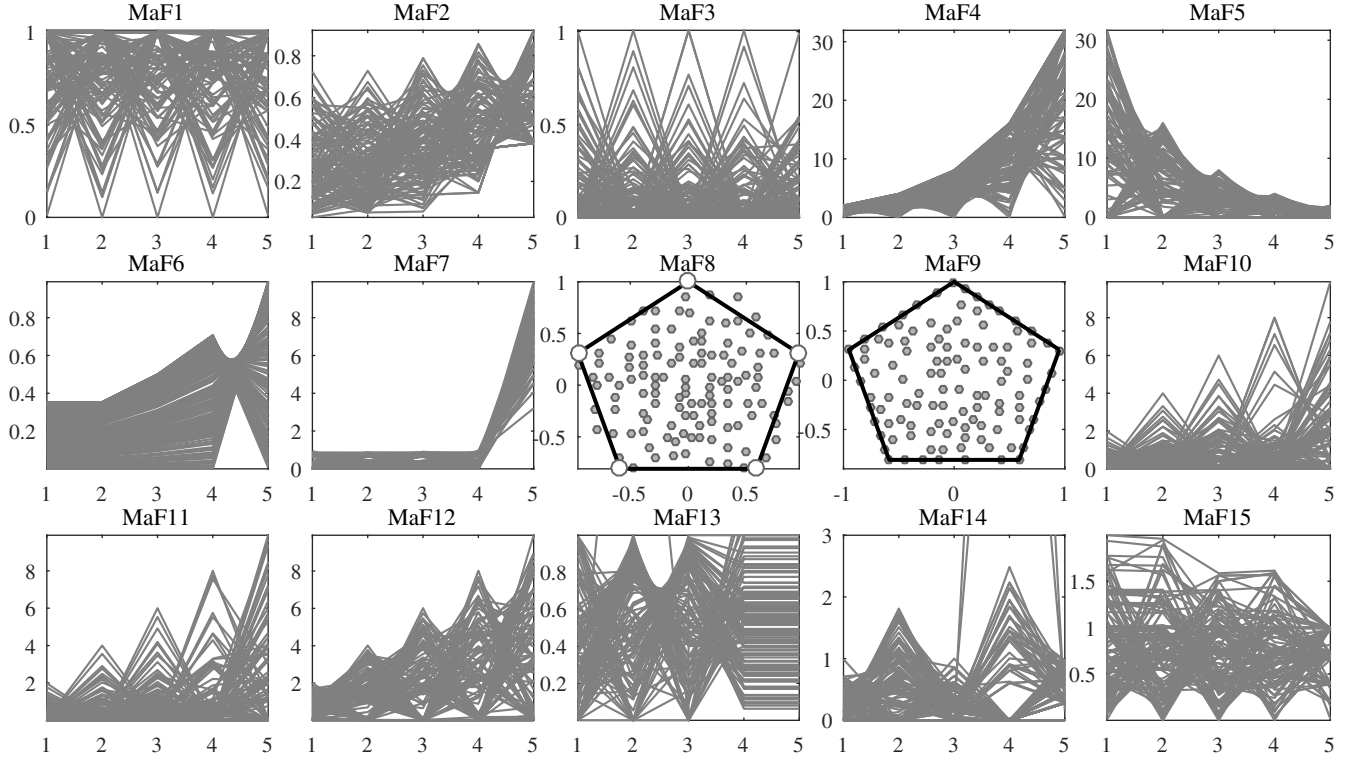 MaF1 MaF2 MaF3 MaF4 MaF5
1 0.5 0
0.8 0.6 0.4 0.2
1 0.5 0
30 20 10 0
30 20 10 0
1 2 3 4 5 1 2 3 4 5 1 2 3 4 5 1 2 3 4 5 1 2 3 4 5
MaF6 MaF7 MaF8 MaF9 MaF10
0.8 0.6 0.4 0.2
8 6 4 2 0
1 0.5 0 -0.5
1 0.5 0 -0.5
8 6 4 2 0
1 2 3 4 5 1 2 3 4 5 -0.5 0 0.5 -1 0 1 1 2 3 4 5
MaF11 MaF12 MaF13 MaF14 MaF15
8 6 4 2
8 6 4 2
0.8 0.6 0.4 0.2
3 2 1 0
1.5 1 0.5
1 2 3 4 5 1 2 3 4 5 1 2 3 4 5 1 2 3 4 5 1 2 3 4 5